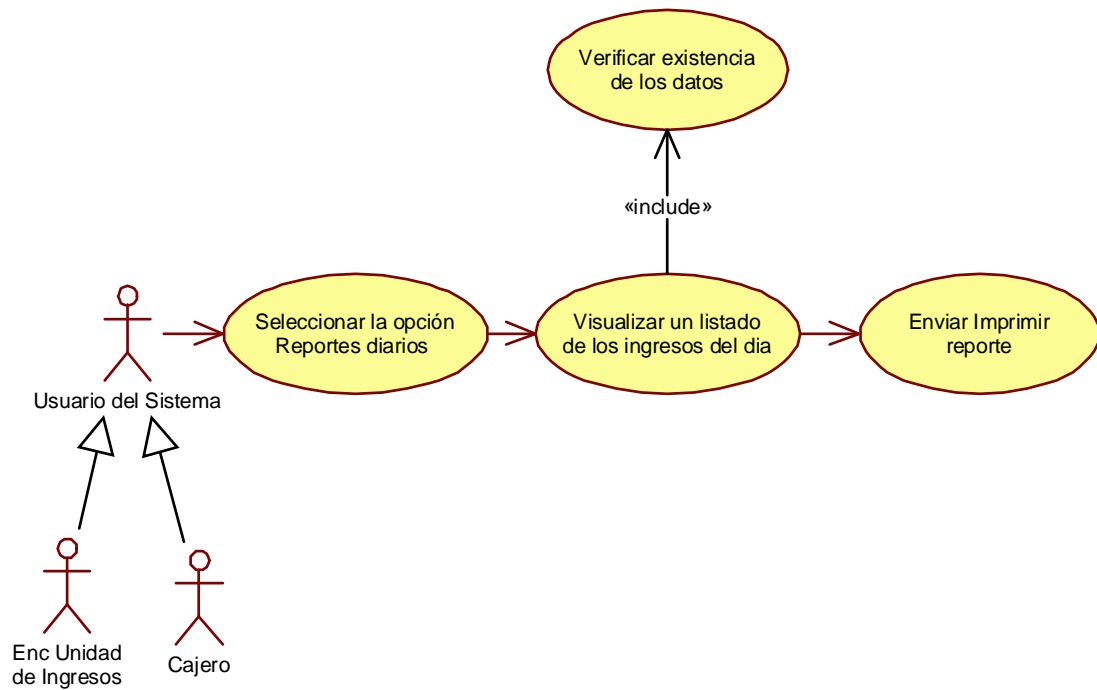 Verificar existencia
de los datos
«include»
Seleccionar la opción
Reportes diarios
Visualizar un listado
de los ingresos del dia
Enviar Imprimir
reporte
Usuario del Sistema
Enc Unidad
de Ingresos
Cajero